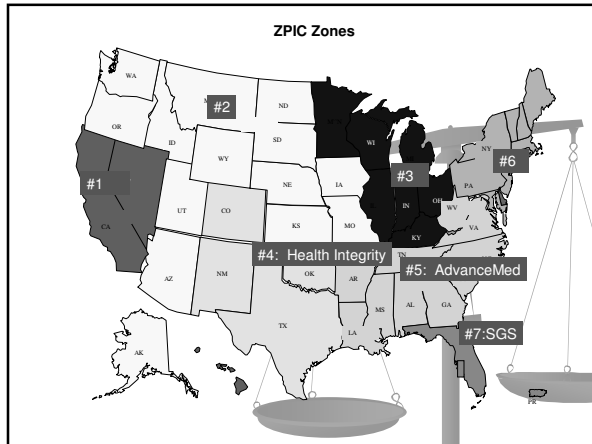 ZPIC Zones
WA
ND
#2
OR
ID
SD
WI
NY
#6
WY
#1
#3
IA
NE
PA
OH
IN
UT
CO
WV
VA
CA
KS
MO
KY
#4: Health Integrity
TN
#5: AdvanceMed
OK
AR
AZ
NM
MS
AL
GA
TX
LA
#7:SGS
AK
PR